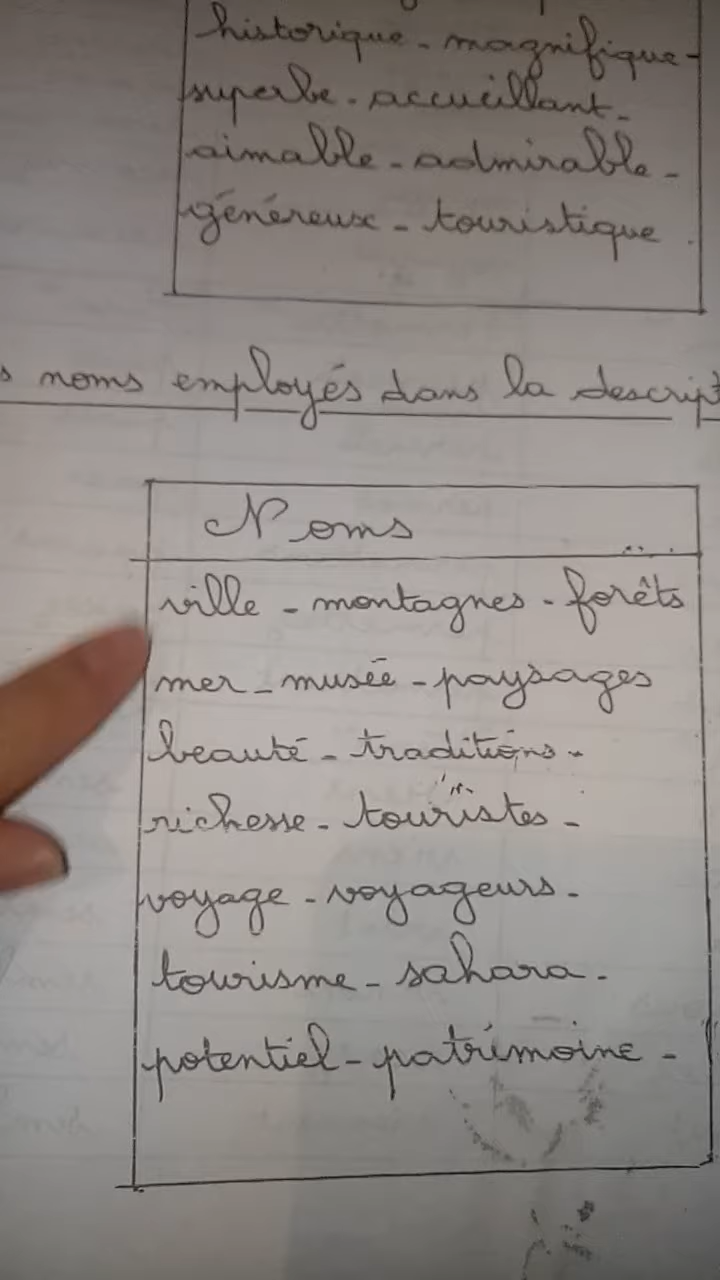 historique - magnifique -
superbe - accueillant -
aimable - admirable -
généreux - touristique .
s noms employés dans la descript
Noms
ville - montagnes - forêts
mer - musée - paysages
beauté - traditions -
richesse - touristes -
voyage - voyageurs -
tourisme - sahara -
potentiel - patrimoine -